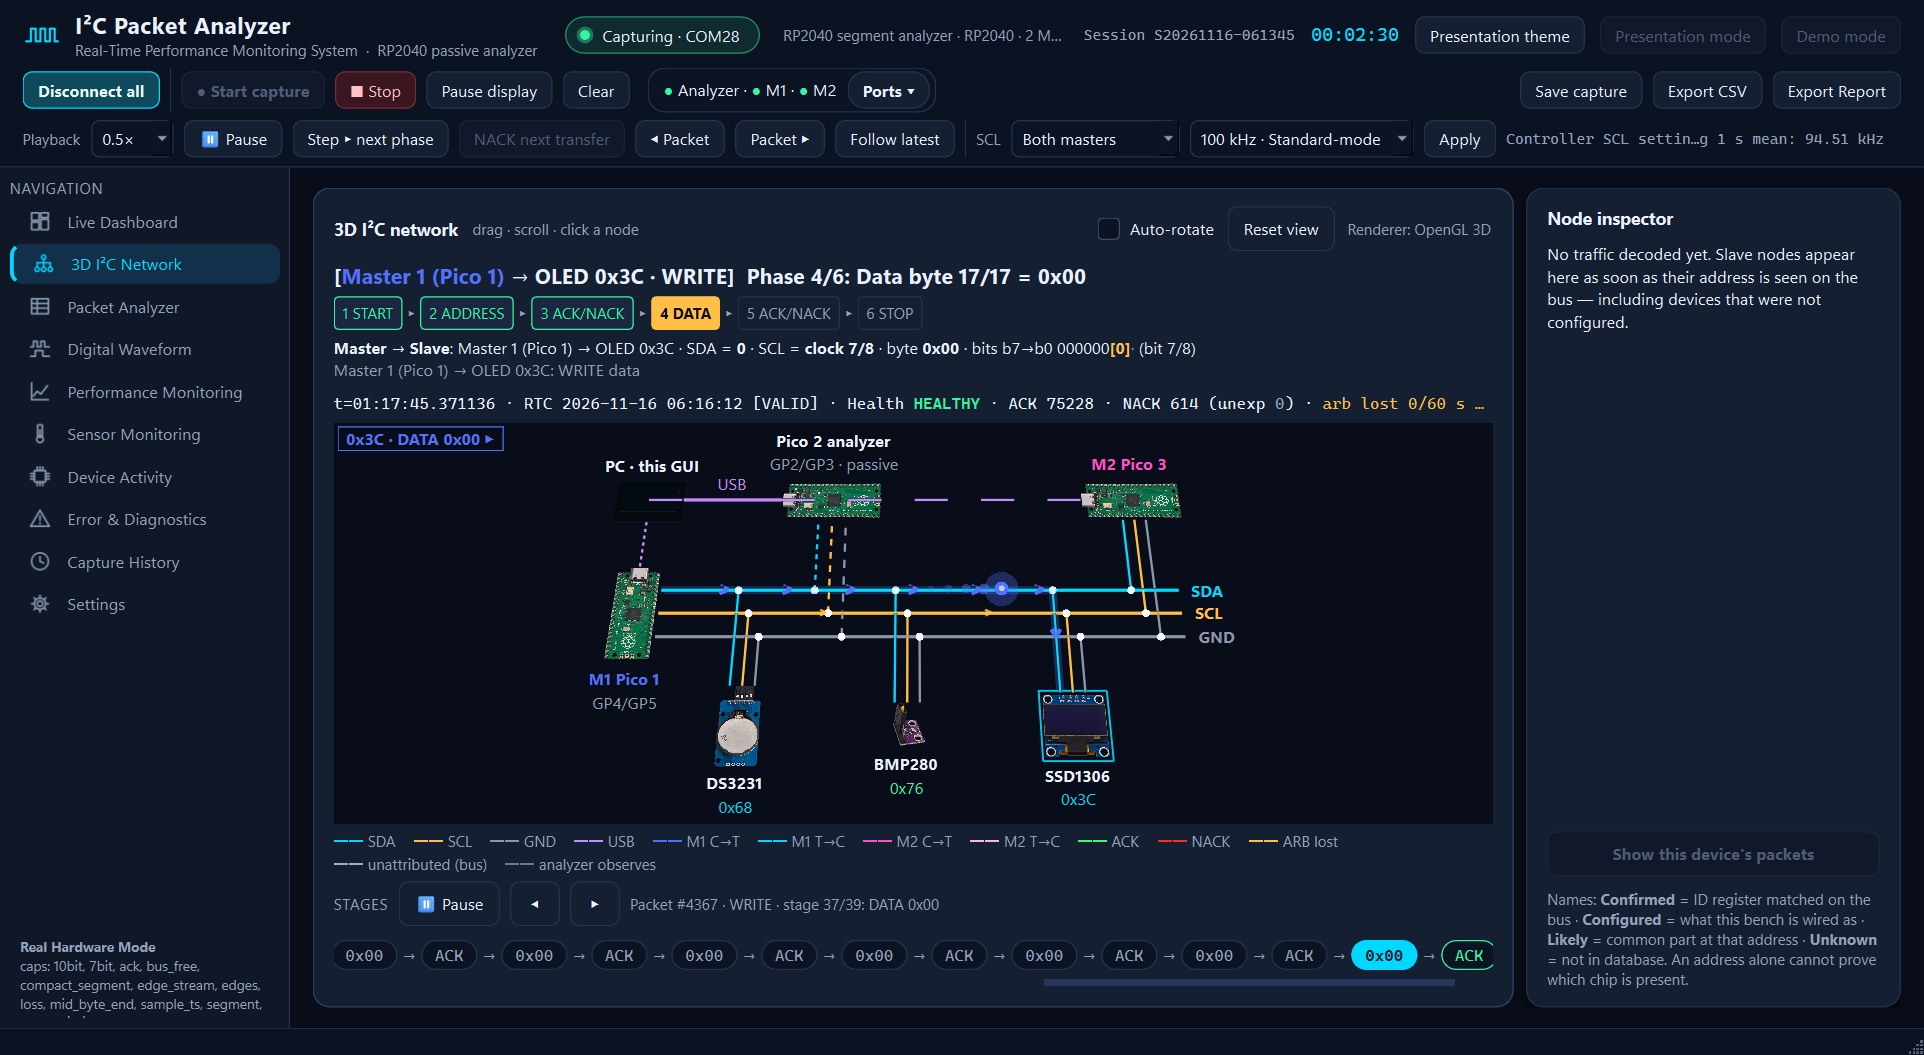 I²C Packet Analyzer
Real-Time Performance Monitoring System · RP2040 passive analyzer
Capturing · COM28
RP2040 segment analyzer · RP2040 · 2 M...
Session S20261116-061345
00:02:30
Presentation theme
Presentation mode
Demo mode
Disconnect all
● Start capture
Stop
Pause display
Clear
● Analyzer · ● M1 · ● M2
Ports ▾
Save capture
Export CSV
Export Report
Playback
0.5×
Pause
Step ▸ next phase
NACK next transfer
◂ Packet
Packet ▸
Follow latest
SCL
Both masters
100 kHz · Standard-mode
Apply
Controller SCL settin…g 1 s mean: 94.51 kHz
NAVIGATION
Live Dashboard
3D I²C Network
Packet Analyzer
Digital Waveform
Performance Monitoring
Sensor Monitoring
Device Activity
Error & Diagnostics
Capture History
Settings
Real Hardware Mode
caps: 10bit, 7bit, ack, bus_free,
compact_segment, edge_stream, edges,
loss, mid_byte_end, sample_ts, segment,
3D I²C network
drag · scroll · click a node
Auto-rotate
Reset view
Renderer: OpenGL 3D
[Master 1 (Pico 1) → OLED 0x3C · WRITE] Phase 4/6: Data byte 17/17 = 0x00
1 START ▸ 2 ADDRESS ▸ 3 ACK/NACK ▸ 4 DATA ▸ 5 ACK/NACK ▸ 6 STOP
Master → Slave: Master 1 (Pico 1) → OLED 0x3C · SDA = 0 · SCL = clock 7/8 · byte 0x00 · bits b7→b0 000000[0]· (bit 7/8)
Master 1 (Pico 1) → OLED 0x3C: WRITE data
t=01:17:45.371136 · RTC 2026-11-16 06:16:12 [VALID] · Health HEALTHY · ACK 75228 · NACK 614 (unexp 0) · arb lost 0/60 s …
0x3C · DATA 0x00 ▸
Pico 2 analyzer
GP2/GP3 · passive
PC · this GUI
USB
M2 Pico 3
SDA
SCL
GND
M1 Pico 1
GP4/GP5
DS3231
0x68
BMP280
0x76
SSD1306
0x3C
SDA
SCL
GND
USB
M1 C→T
M1 T→C
M2 C→T
M2 T→C
ACK
NACK
ARB lost
unattributed (bus)
analyzer observes
STAGES
Pause
◂
▸
Packet #4367 · WRITE · stage 37/39: DATA 0x00
0x00 → ACK → 0x00 → ACK → 0x00 → ACK → 0x00 → ACK → 0x00 → ACK → 0x00 → ACK → 0x00 → ACK
Node inspector
No traffic decoded yet. Slave nodes appear
here as soon as their address is seen on the
bus — including devices that were not
configured.
Show this device's packets
Names: Confirmed = ID register matched on the
bus · Configured = what this bench is wired as ·
Likely = common part at that address · Unknown
= not in database. An address alone cannot prove
which chip is present.